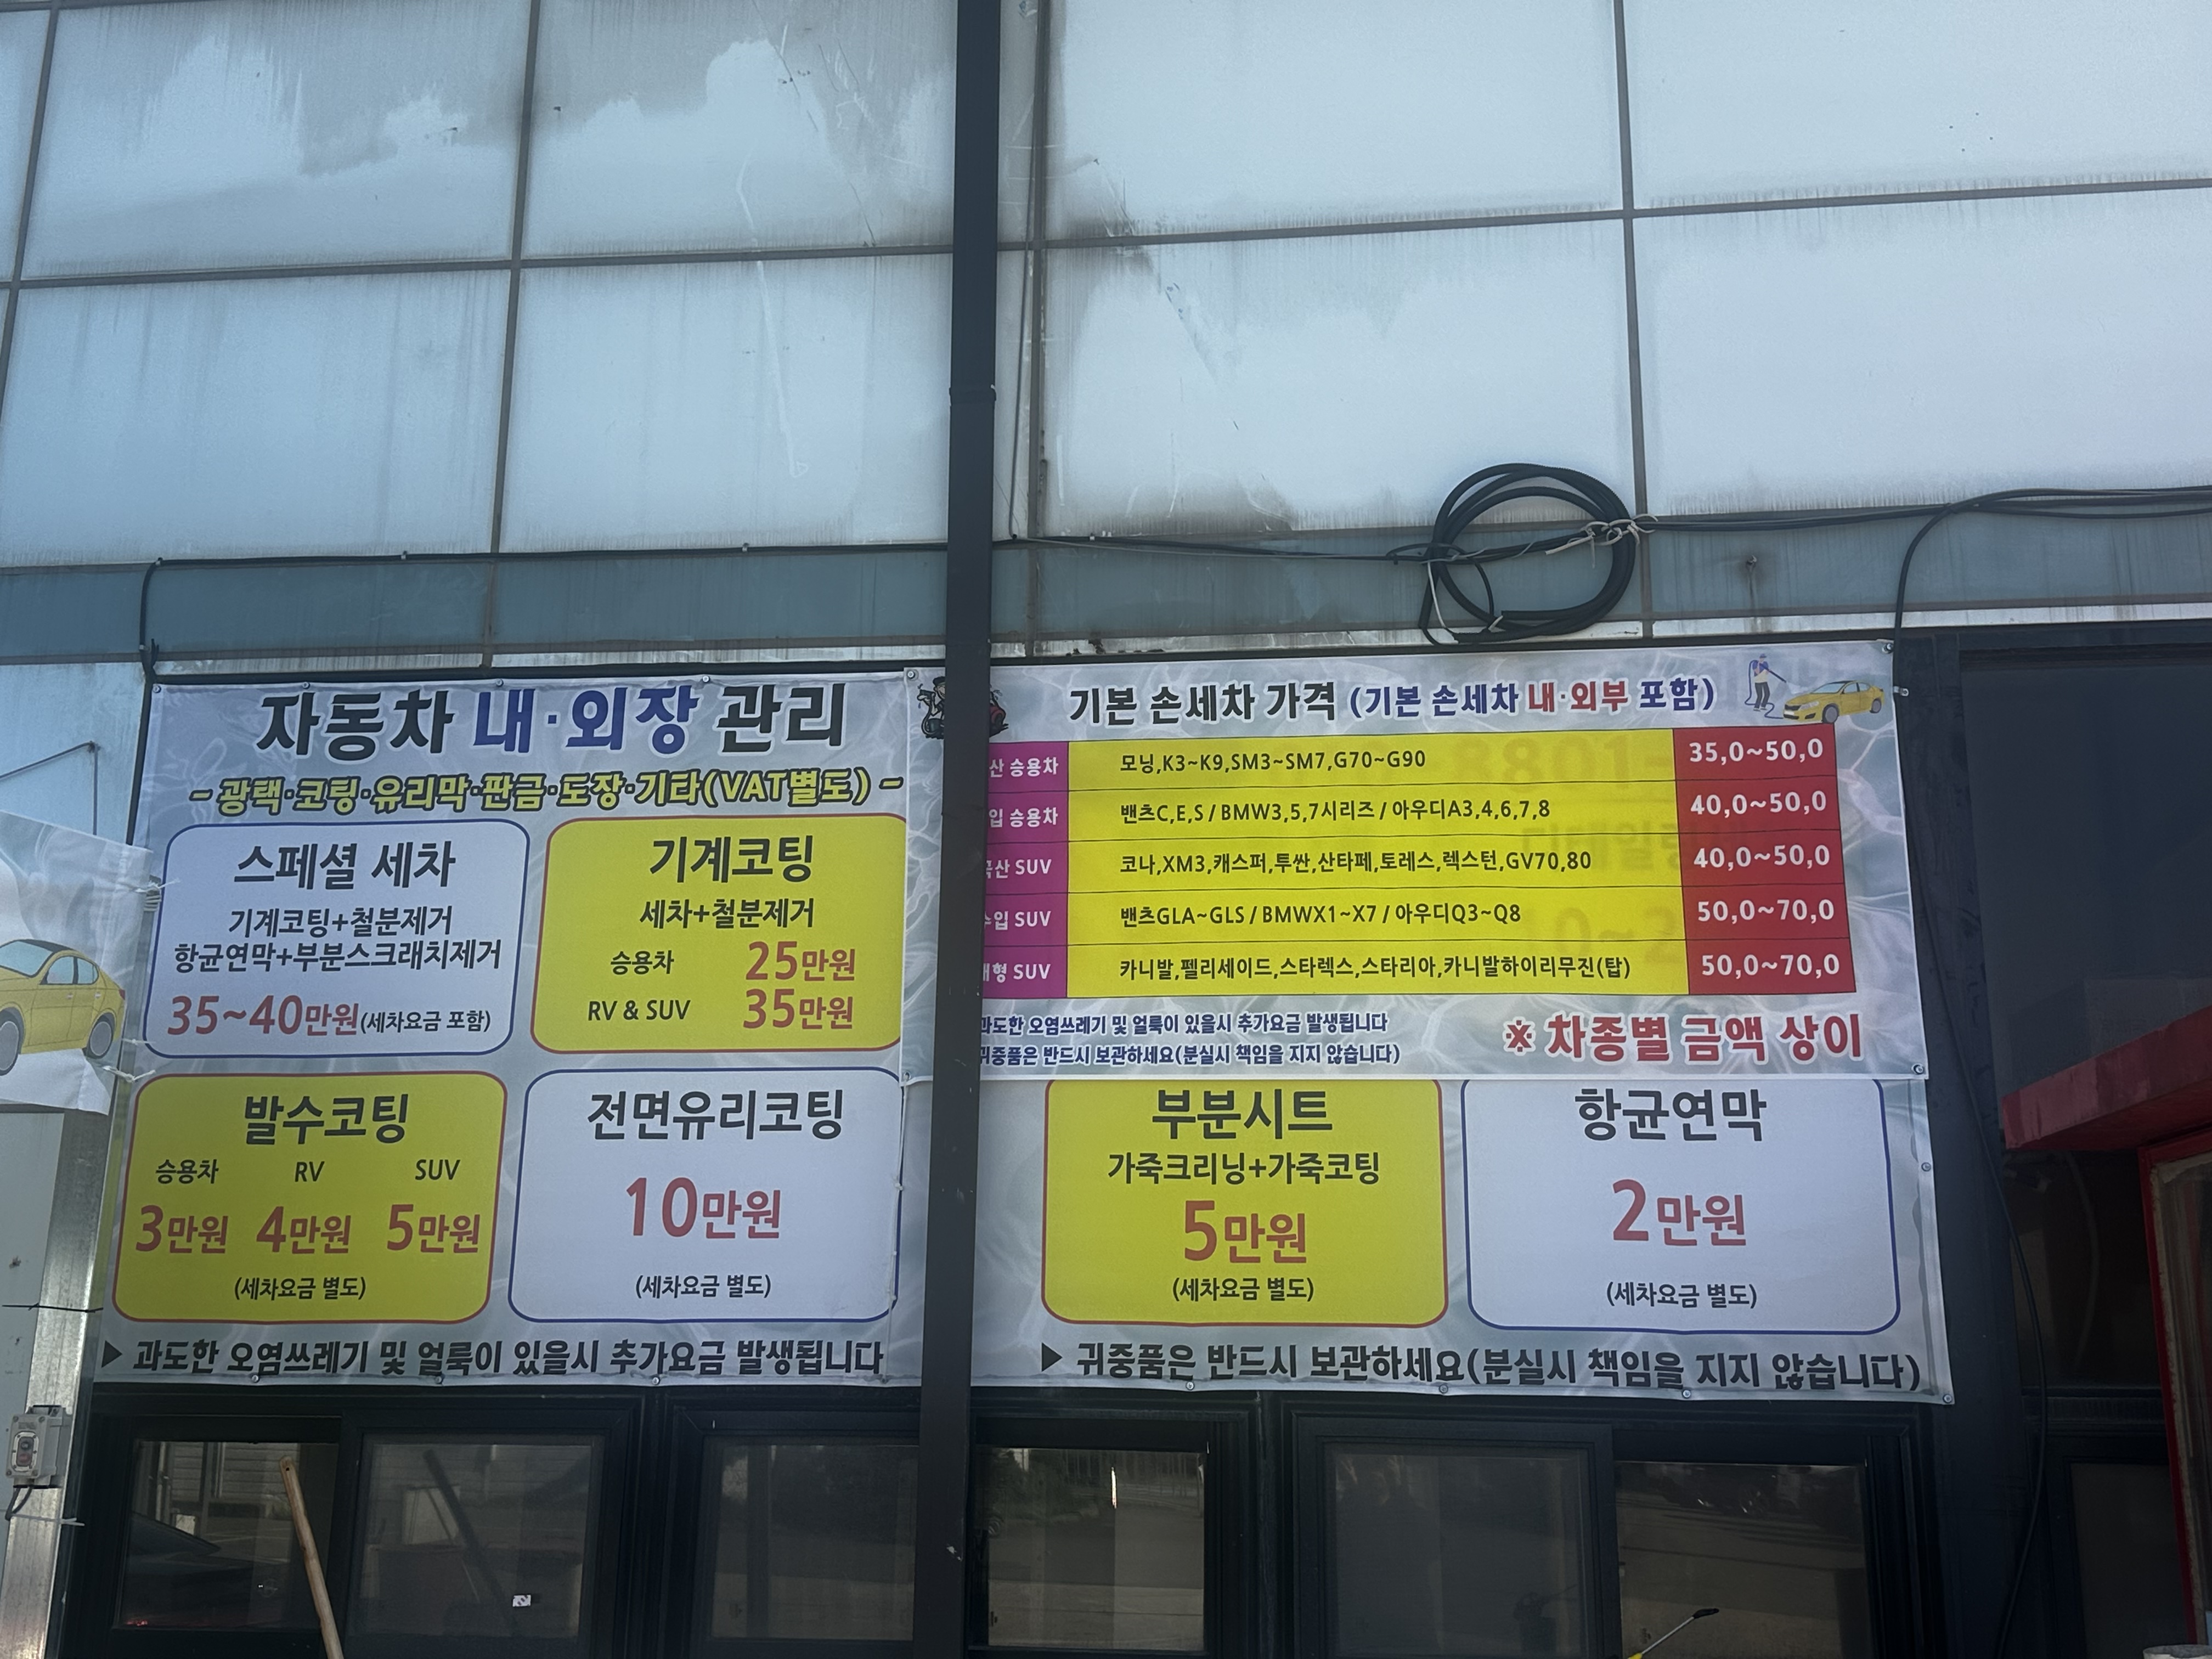 자동차 내·외장 관리
- 광택·코팅·유리막·판금·도장·기타(VAT별도) -
스페셜 세차
기계코팅+철분제거
항균연막+부분스크래치제거
35~40만원(세차요금 포함)
기계코팅
세차+철분제거
승용차 25만원
RV & SUV 35만원
발수코팅
승용차 RV SUV
3만원 4만원 5만원
(세차요금 별도)
전면유리코팅
10만원
(세차요금 별도)
▶ 과도한 오염쓰레기 및 얼룩이 있을시 추가요금 발생됩니다
기본 손세차 가격 (기본 손세차 내·외부 포함)
산 승용차 모닝,K3~K9,SM3~SM7,G70~G90 35,0~50,0
입 승용차 밴츠C,E,S / BMW3,5,7시리즈 / 아우디A3,4,6,7,8 40,0~50,0
산 SUV 코나,XM3,캐스퍼,투싼,산타페,토레스,렉스턴,GV70,80 40,0~50,0
입 SUV 밴츠GLA~GLS / BMWX1~X7 / 아우디Q3~Q8 50,0~70,0
형 SUV 카니발,펠리세이드,스타렉스,스타리아,카니발하이리무진(탑) 50,0~70,0
과도한 오염쓰레기 및 얼룩이 있을시 추가요금 발생됩니다
귀중품은 반드시 보관하세요(분실시 책임을 지지 않습니다)
※ 차종별 금액 상이
부분시트
가죽크리닝+가죽코팅
5만원
(세차요금 별도)
항균연막
2만원
(세차요금 별도)
▶ 귀중품은 반드시 보관하세요(분실시 책임을 지지 않습니다)